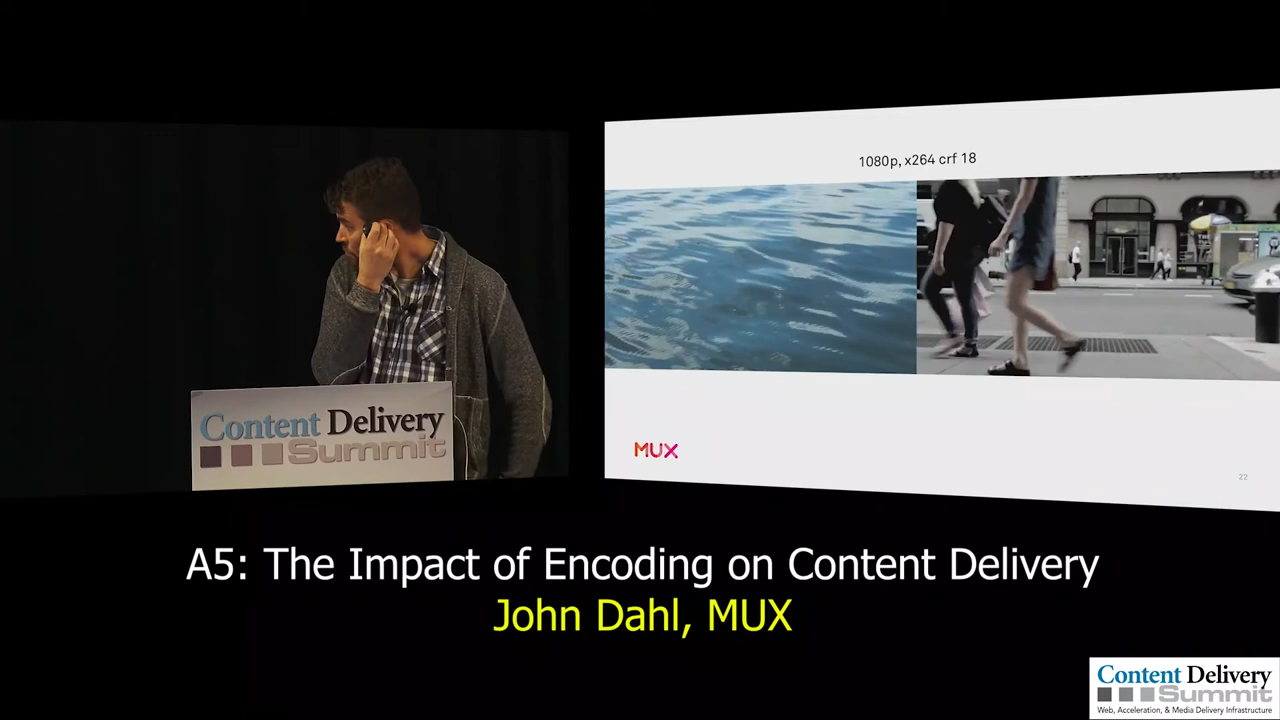 1080p, x264 crf 18
Content Delivery
Summit
MUX
22
A5: The Impact of Encoding on Content Delivery
John Dahl, MUX
Content Delivery
Summit
Web, Acceleration, & Media Delivery Infrastructure